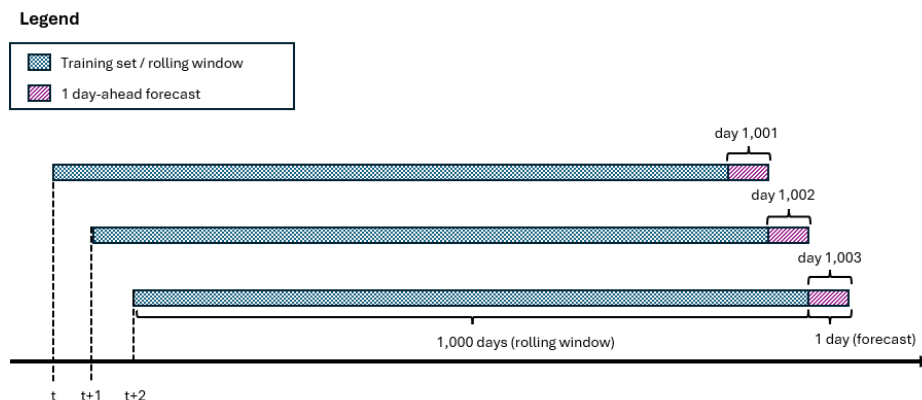 Legend
Training set / rolling window
1 day-ahead forecast
day 1,001
day 1,002
day 1,003
1,000 days (rolling window)
1 day (forecast)
t
t+1
t+2